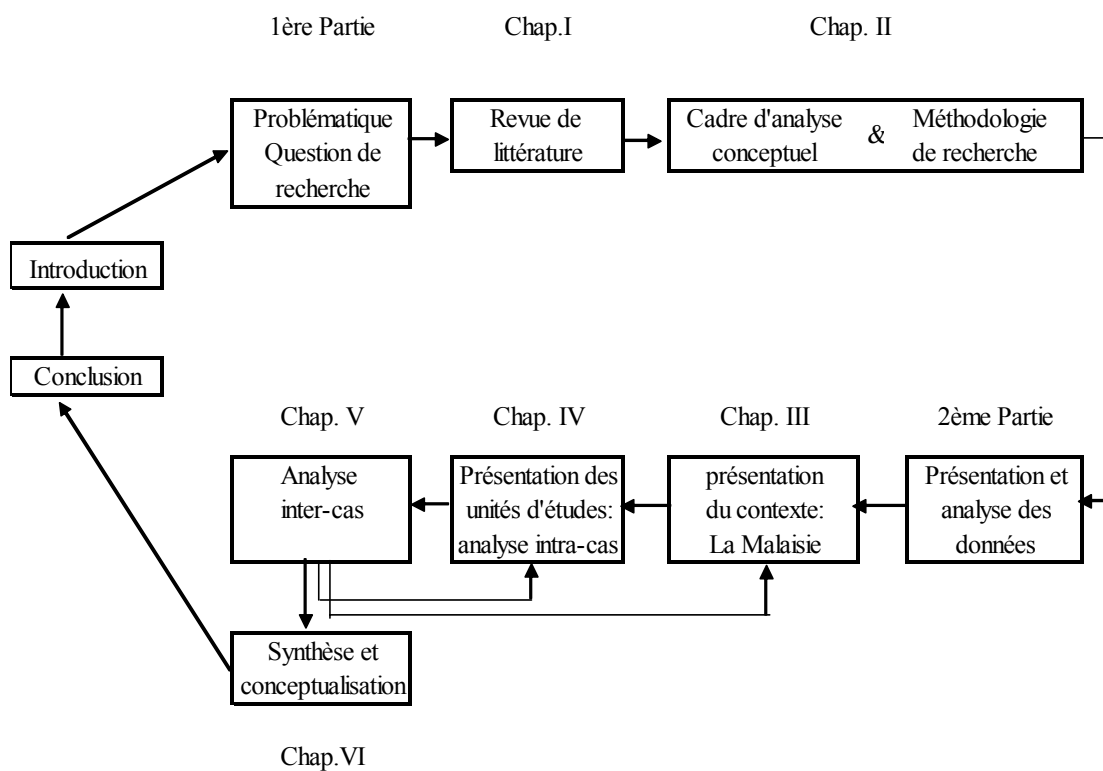 1ère Partie
Chap.I
Chap. II
Problématique
Question de
recherche
Revue de
littérature
Cadre d'analyse
conceptuel
&
Méthodologie
de recherche
Introduction
Conclusion
Chap. V
Chap. IV
Chap. III
2ème Partie
Analyse
inter-cas
Présentation des
unités d'études:
analyse intra-cas
présentation
du contexte:
La Malaisie
Présentation et
analyse des
données
Synthèse et
conceptualisation
Chap.VI